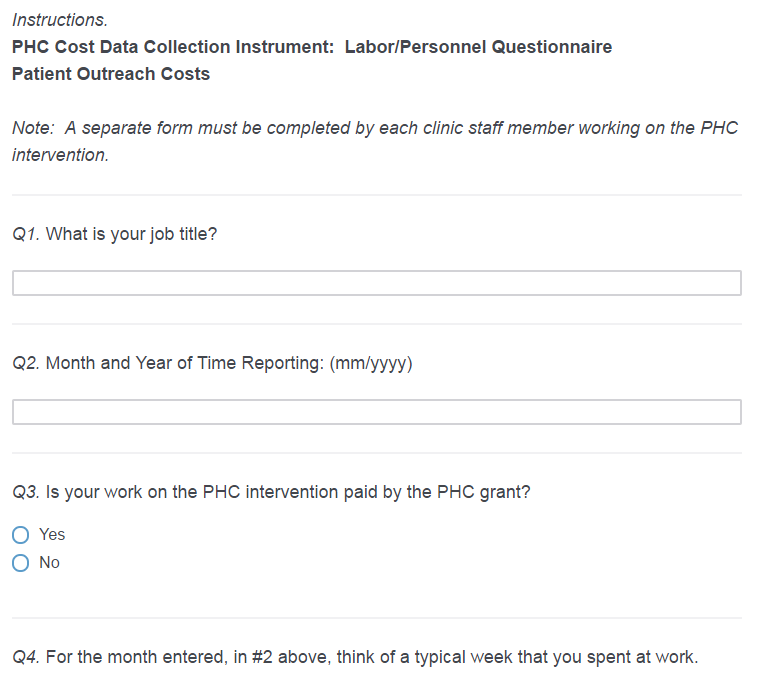 Instructions.
PHC Cost Data Collection Instrument:  Labor/Personnel Questionnaire
Patient Outreach Costs
Note:  A separate form must be completed by each clinic staff member working on the PHC
intervention.
Q1. What is your job title?
Q2. Month and Year of Time Reporting: (mm/yyyy)
Q3. Is your work on the PHC intervention paid by the PHC grant?
Yes
No
Q4. For the month entered, in #2 above, think of a typical week that you spent at work.